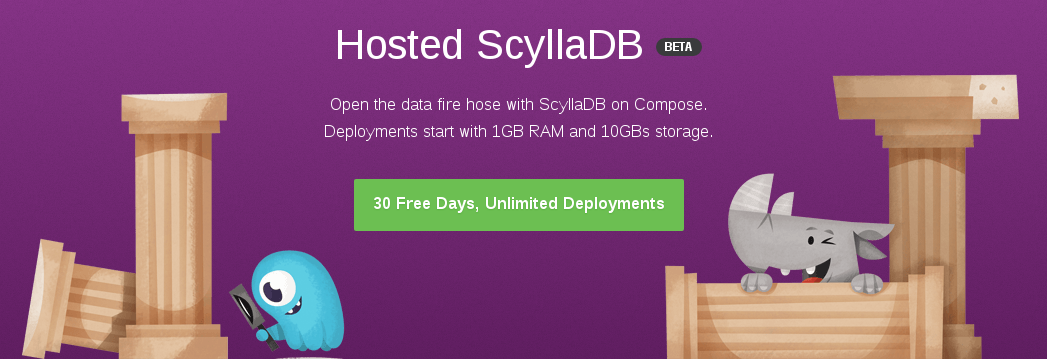 Hosted ScyllaDB BETA
Open the data fire hose with ScyllaDB on Compose.
Deployments start with 1GB RAM and 10GBs storage.
30 Free Days, Unlimited Deployments